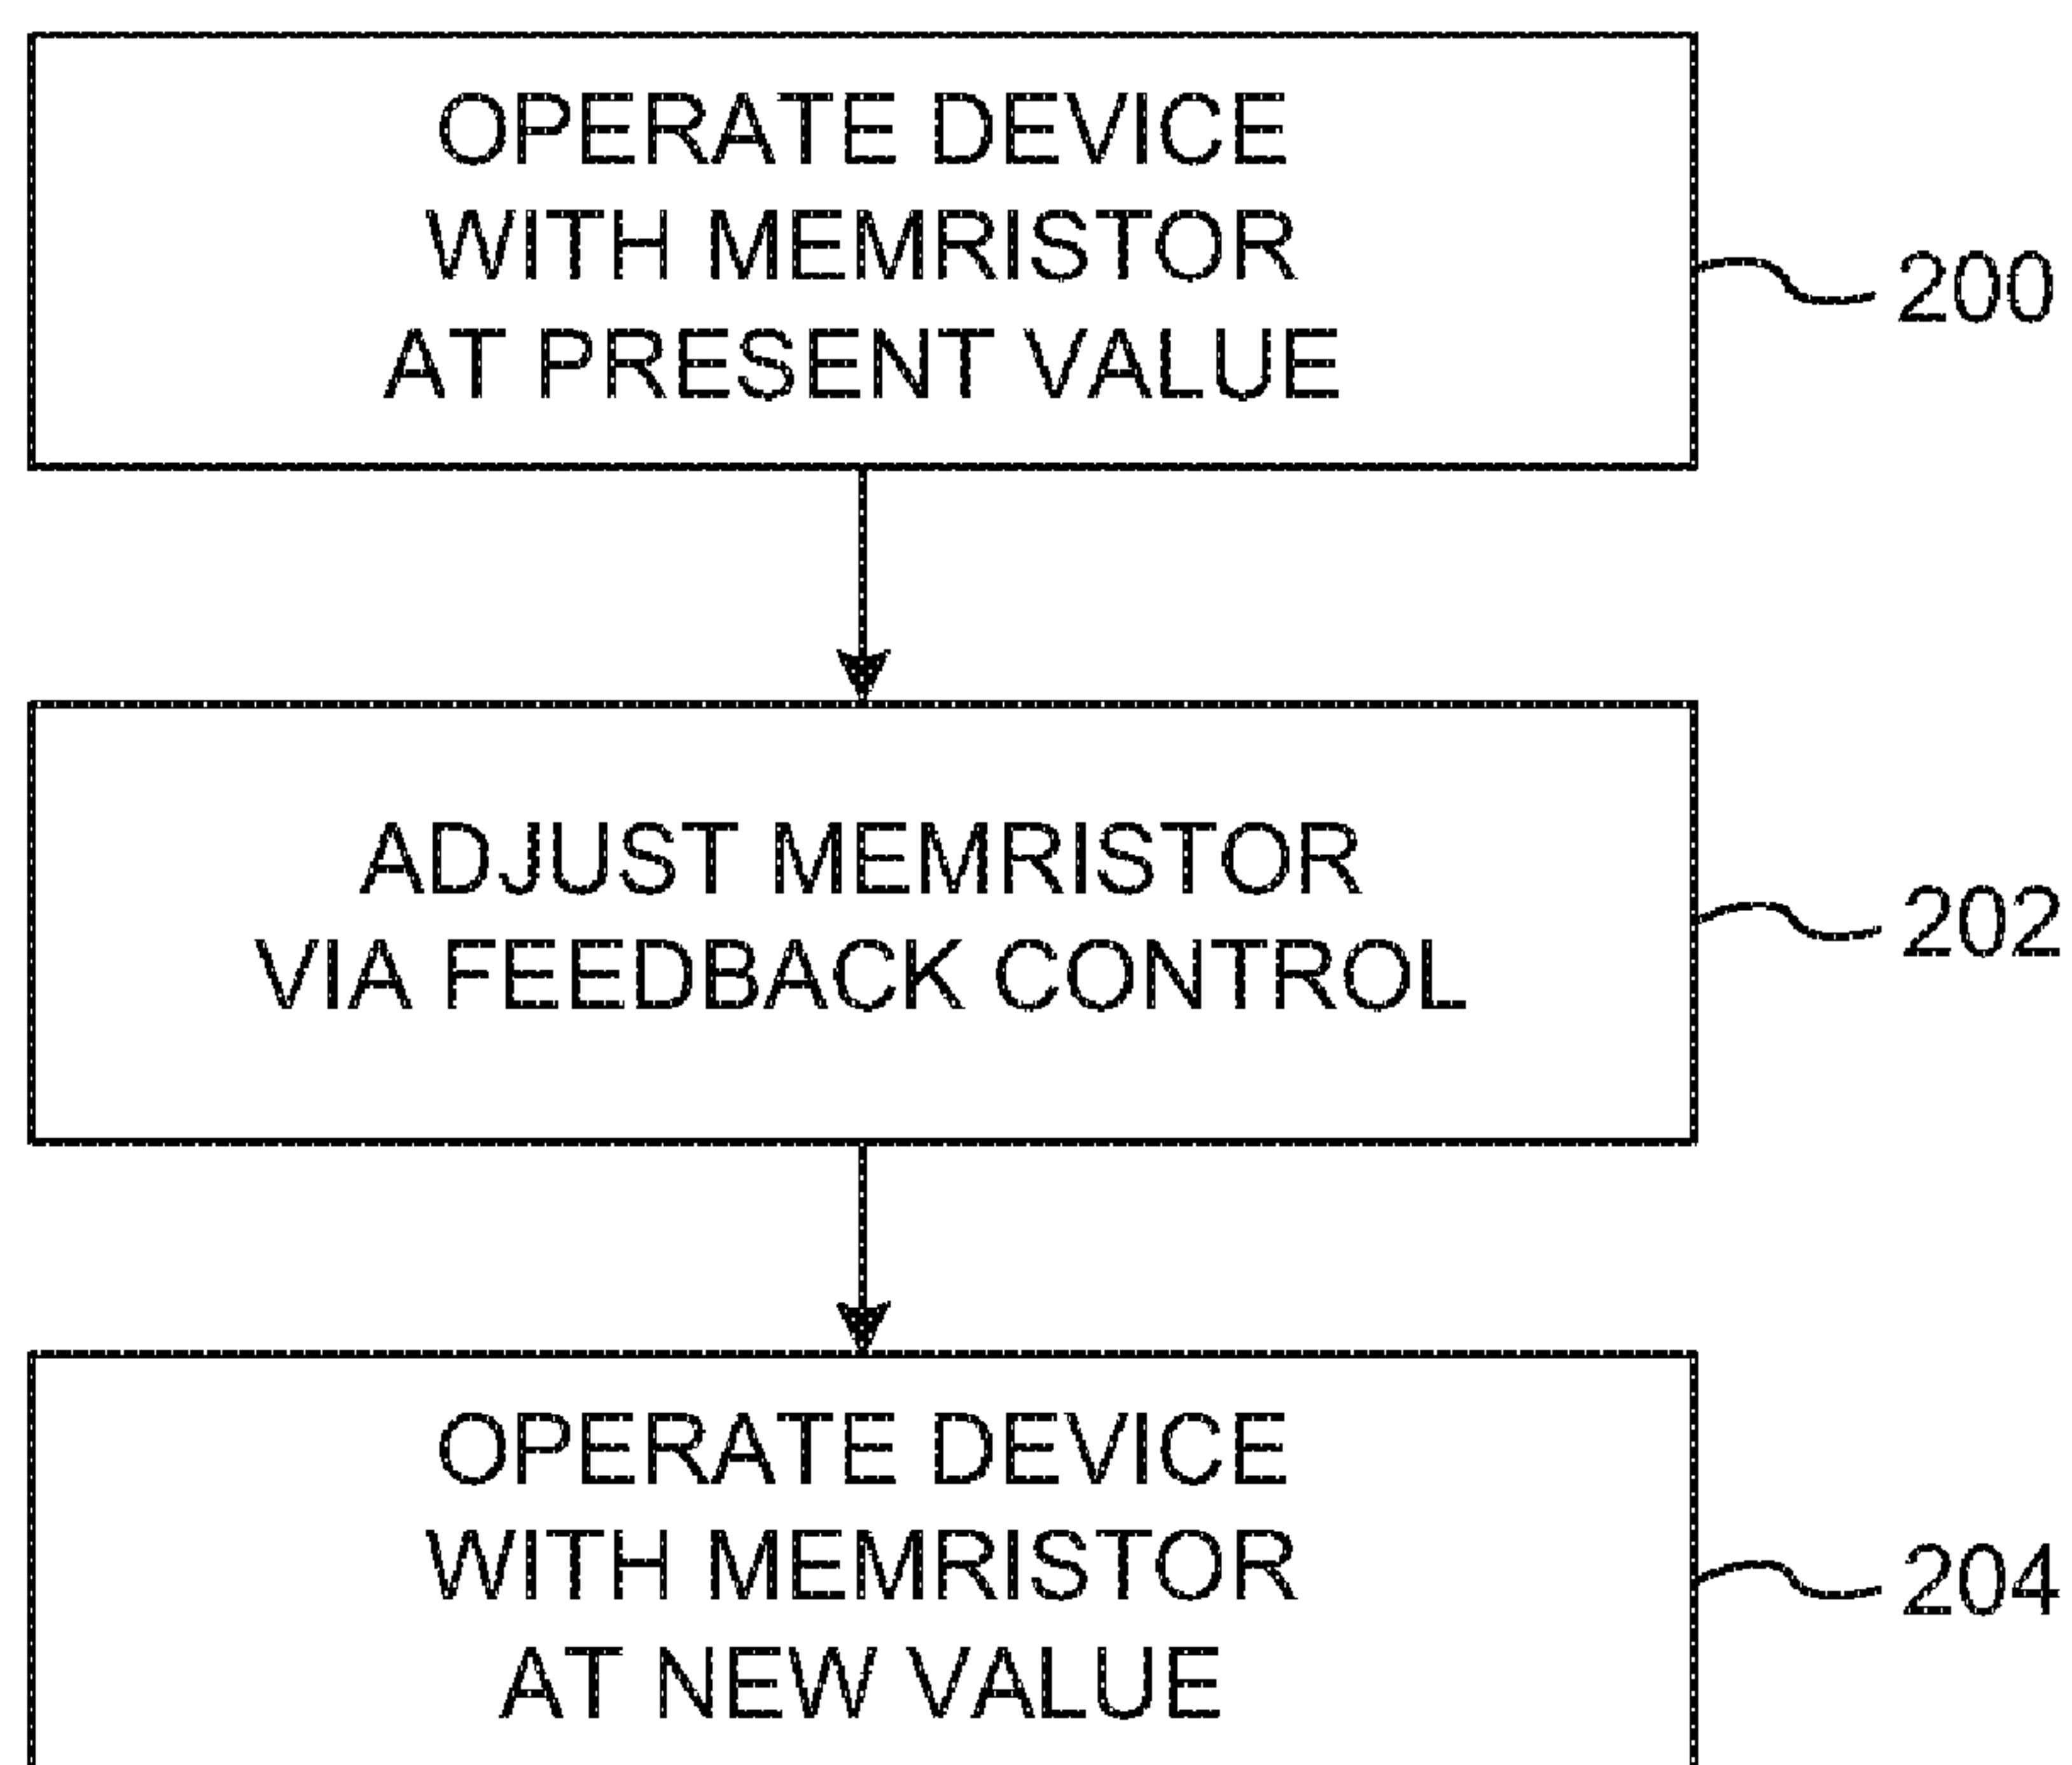 OPERATE DEVICE
WITH MEMRISTOR
AT PRESENT VALUE
200
ADJUST MEMRISTOR
VIA FEEDBACK CONTROL
202
OPERATE DEVICE
WITH MEMRISTOR
AT NEW VALUE
204